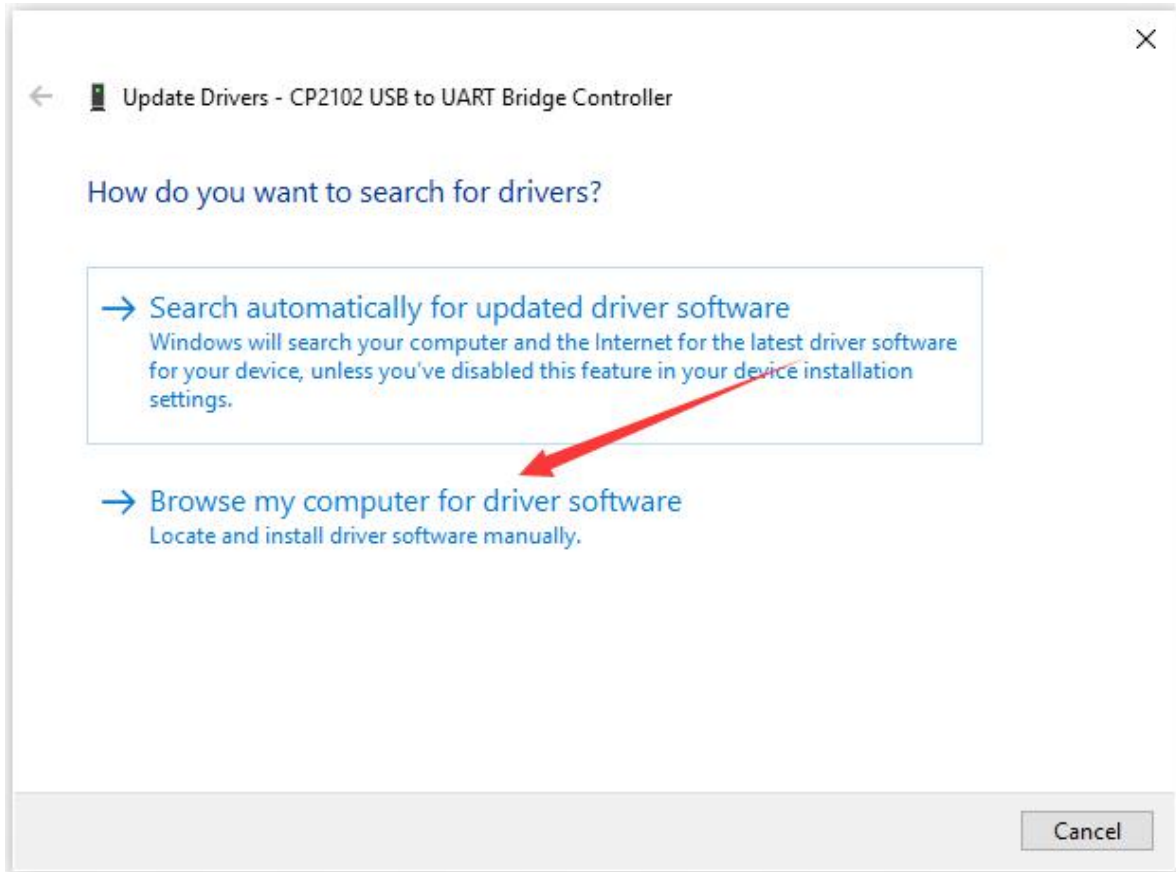 Update Drivers - CP2102 USB to UART Bridge Controller
How do you want to search for drivers?
Search automatically for updated driver software
Windows will search your computer and the Internet for the latest driver software
for your device, unless you've disabled this feature in your device installation
settings.
Browse my computer for driver software
Locate and install driver software manually.
Cancel